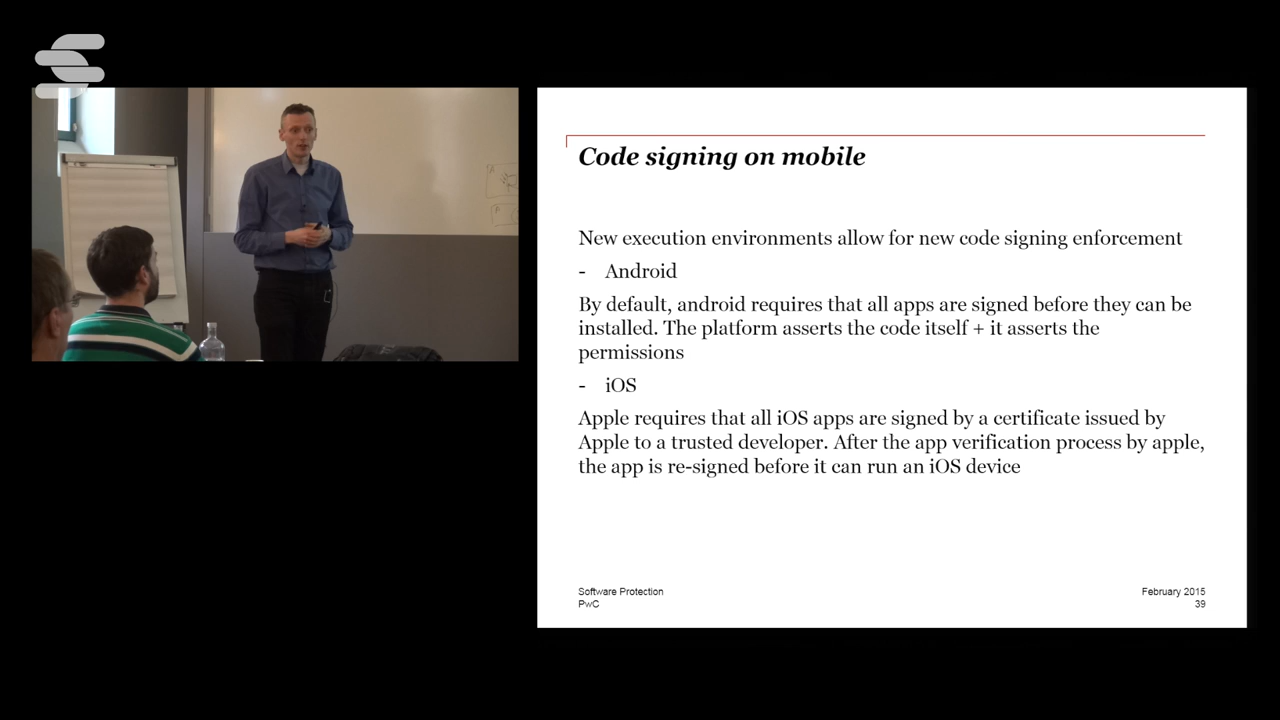 Code signing on mobile
New execution environments allow for new code signing enforcement
- Android
By default, android requires that all apps are signed before they can be
installed. The platform asserts the code itself + it asserts the
permissions
- iOS
Apple requires that all iOS apps are signed by a certificate issued by
Apple to a trusted developer. After the app verification process by apple,
the app is re-signed before it can run an iOS device
Software Protection
PwC
February 2015
39